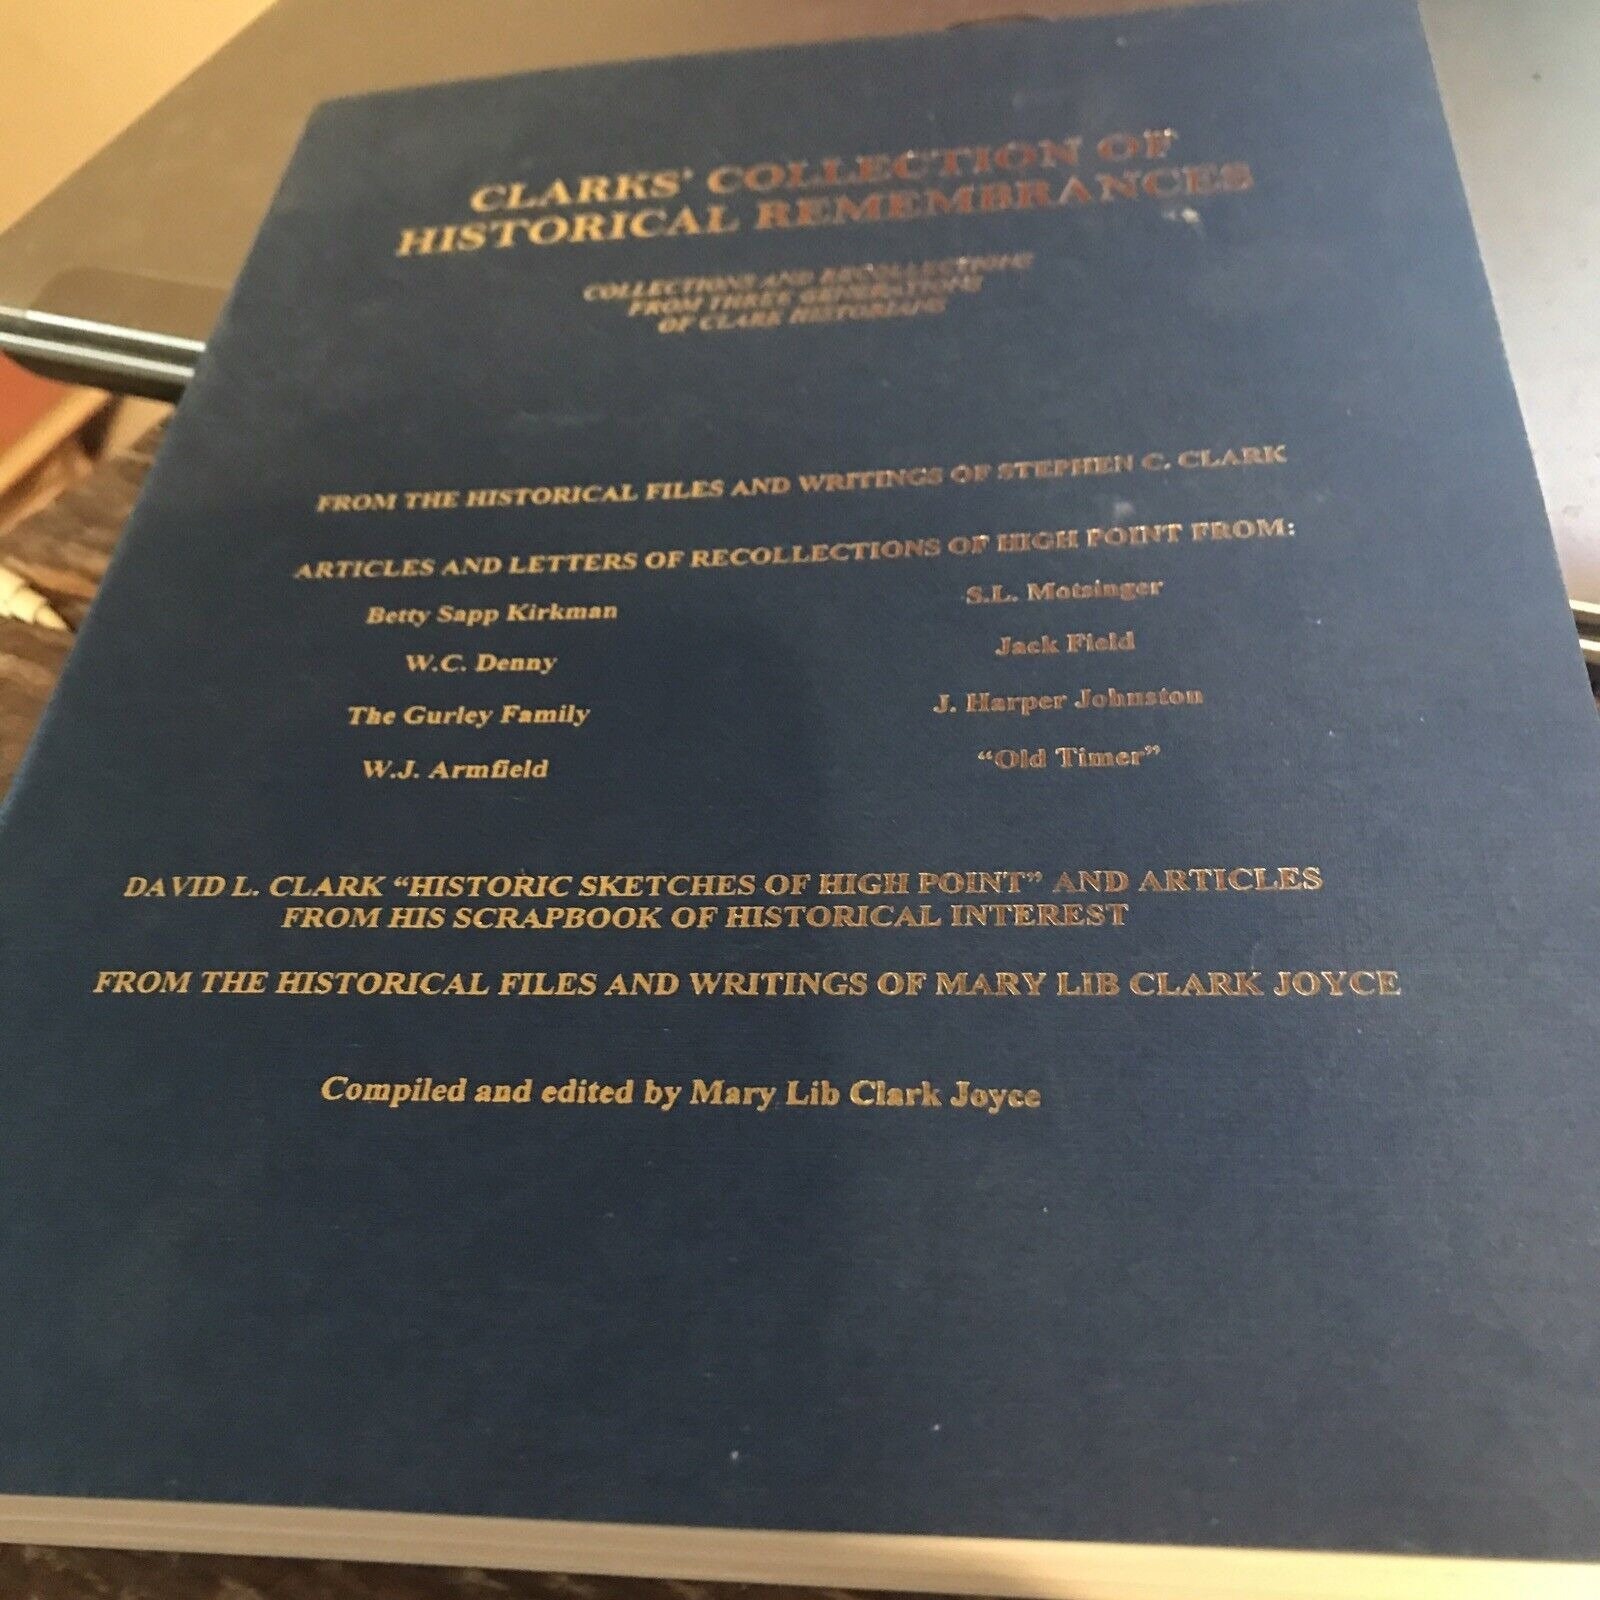 CLARKS' COLLECTION OF
HISTORICAL REMEMBRANCES
COLLECTIONS AND RECOLLECTIONS
FROM THREE GENERATIONS
OF CLARK HISTORIANS
FROM THE HISTORICAL FILES AND WRITINGS OF STEPHEN C. CLARK
ARTICLES AND LETTERS OF RECOLLECTIONS OF HIGH POINT FROM:
Betty Sapp Kirkman
S.L. Motsinger
W.C. Denny
Jack Field
The Gurley Family
J. Harper Johnston
W.J. Armfield
“Old Timer”
DAVID L. CLARK “HISTORIC SKETCHES OF HIGH POINT” AND ARTICLES
FROM HIS SCRAPBOOK OF HISTORICAL INTEREST
FROM THE HISTORICAL FILES AND WRITINGS OF MARY LIB CLARK JOYCE
Compiled and edited by Mary Lib Clark Joyce